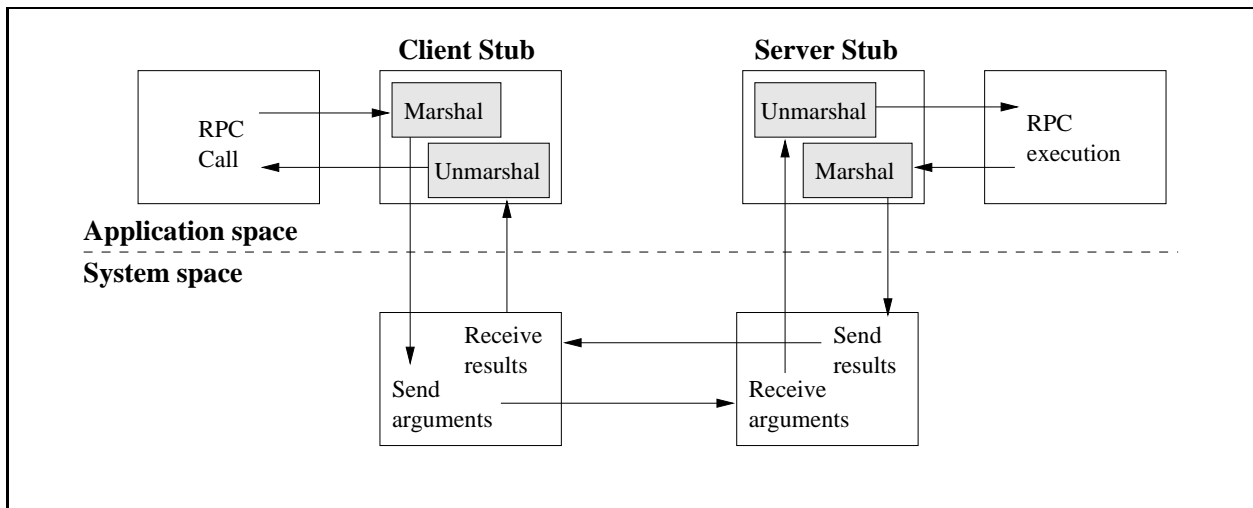 Client Stub
Server Stub
Marshal
Unmarshal
RPC
Call
Unmarshal
Marshal
RPC
execution
Application space
System space
Receive
results
Send
arguments
Send
results
Receive
arguments